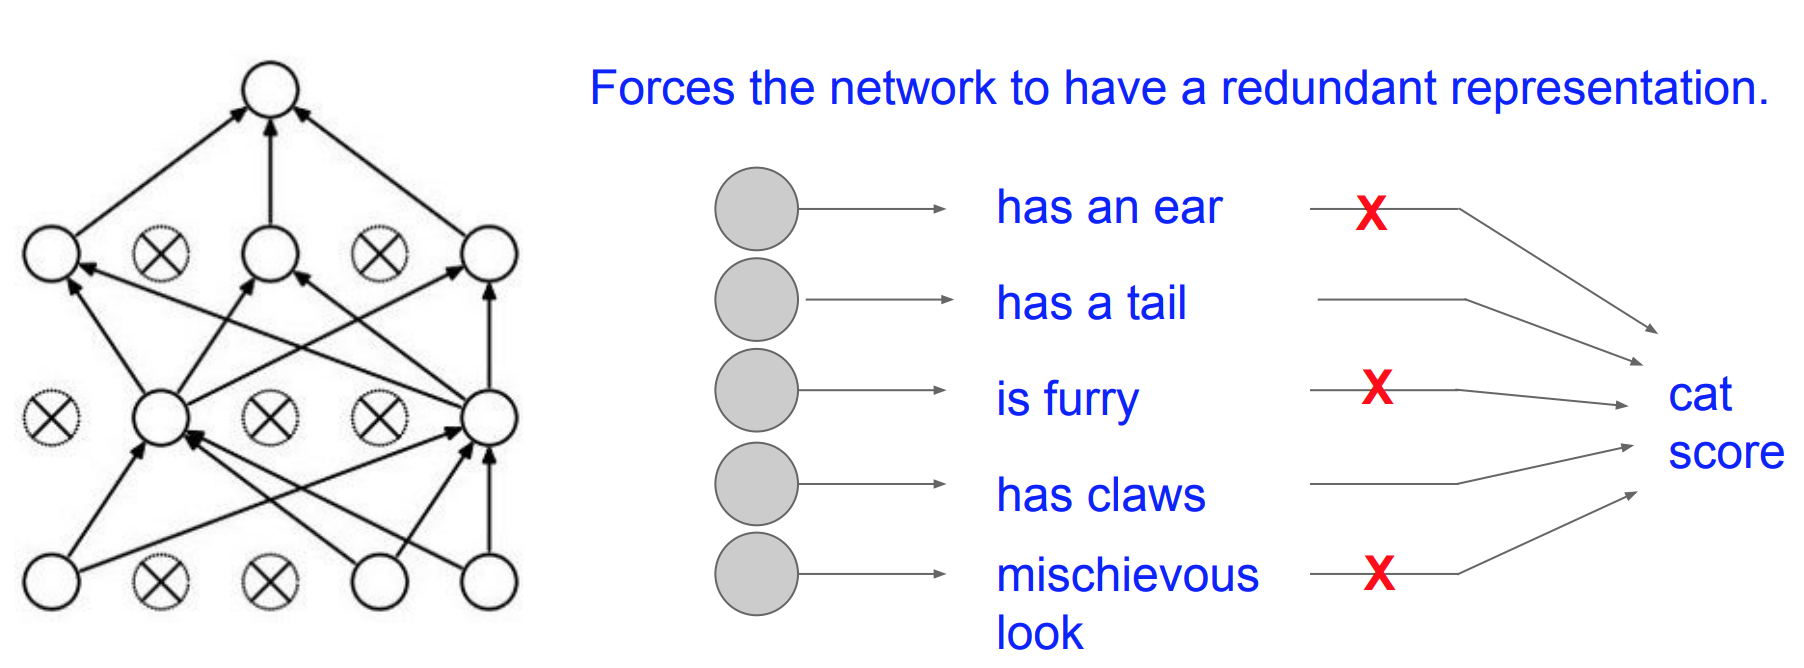 Forces the network to have a redundant representation.
has an ear
X
has a tail
is furry
X
cat
score
has claws
mischievous
look
X